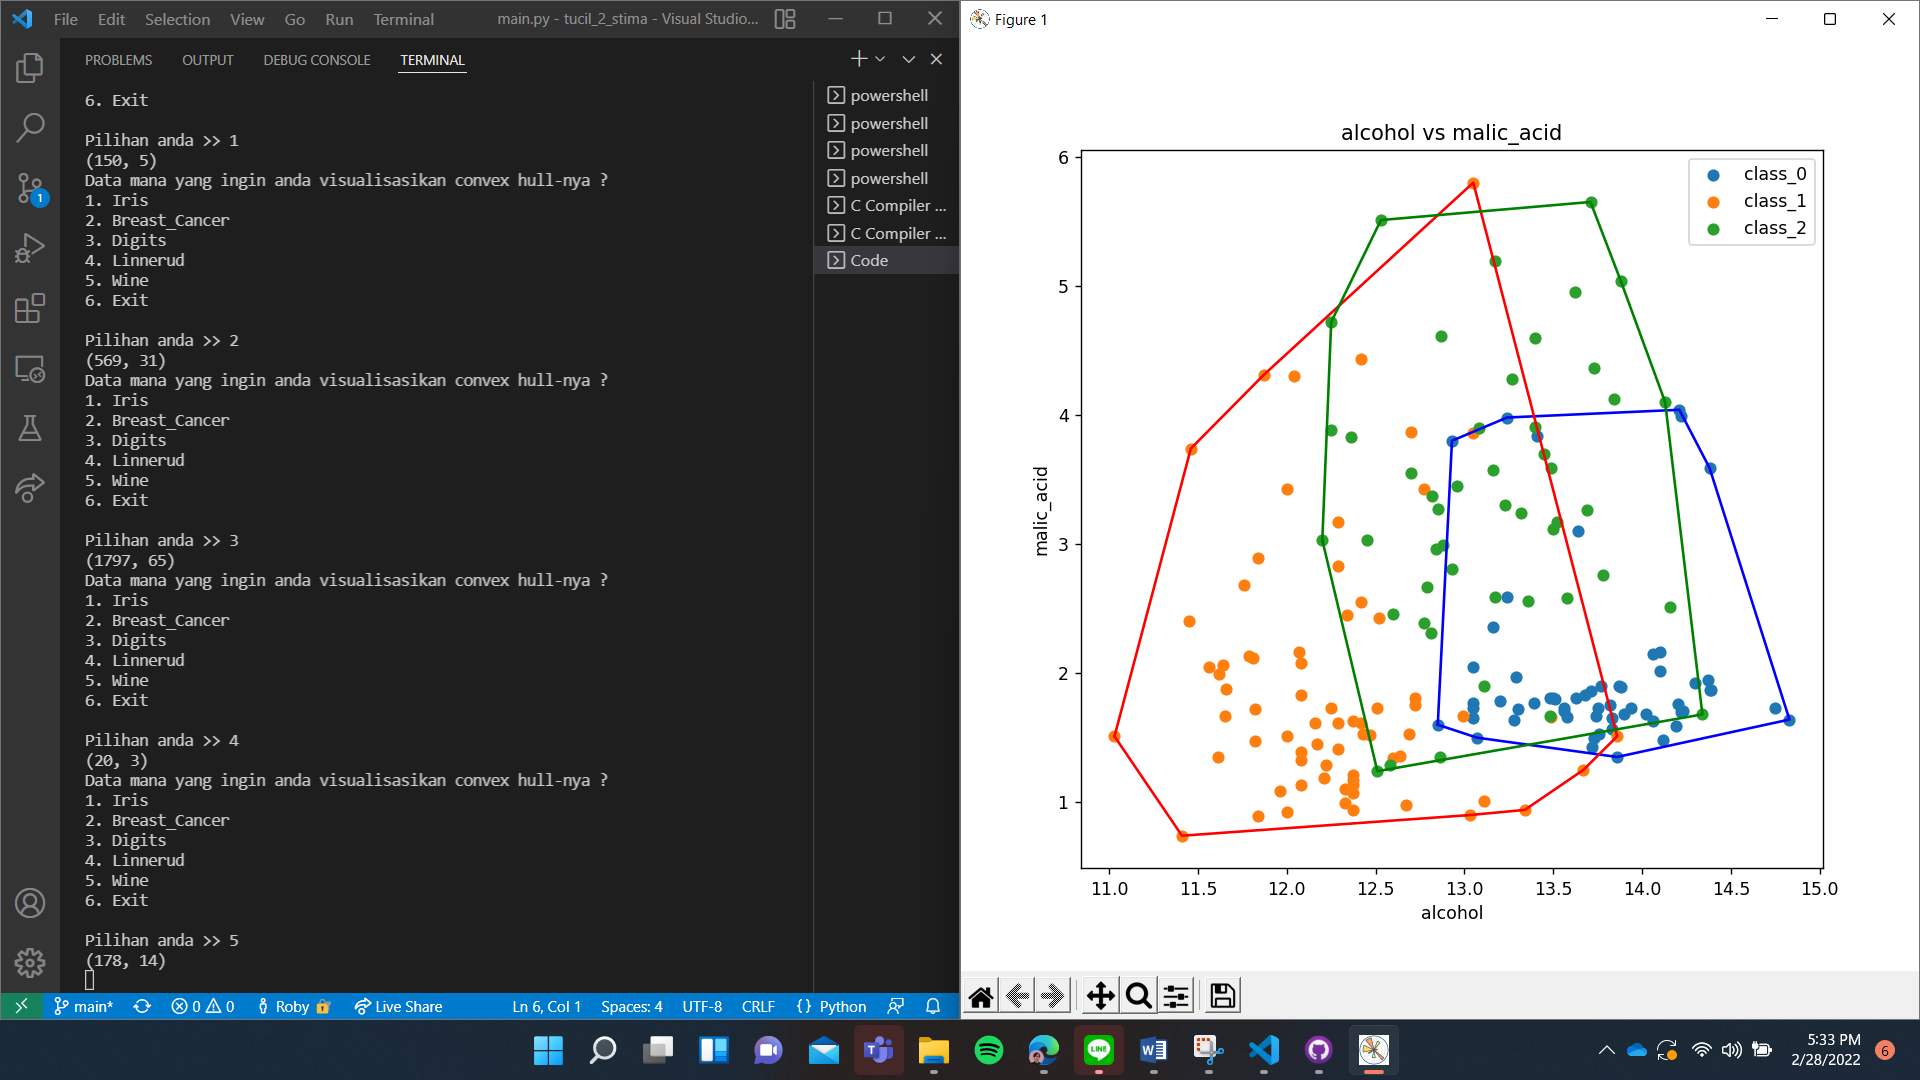 File Edit Selection View Go Run Terminal
main.py - tucil_2_stima - Visual Studio...
PROBLEMS OUTPUT DEBUG CONSOLE TERMINAL
6. Exit
Pilihan anda >> 1
(150, 5)
Data mana yang ingin anda visualisasikan convex hull-nya ?
1. Iris
2. Breast_Cancer
3. Digits
4. Linnerud
5. Wine
6. Exit
Pilihan anda >> 2
(569, 31)
Data mana yang ingin anda visualisasikan convex hull-nya ?
1. Iris
2. Breast_Cancer
3. Digits
4. Linnerud
5. Wine
6. Exit
Pilihan anda >> 3
(1797, 65)
Data mana yang ingin anda visualisasikan convex hull-nya ?
1. Iris
2. Breast_Cancer
3. Digits
4. Linnerud
5. Wine
6. Exit
Pilihan anda >> 4
(20, 3)
Data mana yang ingin anda visualisasikan convex hull-nya ?
1. Iris
2. Breast_Cancer
3. Digits
4. Linnerud
5. Wine
6. Exit
Pilihan anda >> 5
(178, 14)
powershell
powershell
powershell
powershell
C Compiler ...
C Compiler ...
Code
1
main* 0 0 Roby Live Share Ln 6, Col 1 Spaces: 4 UTF-8 CRLF {} Python
Figure 1
alcohol vs malic_acid
class_0
class_1
class_2
6
5
4
3
2
1
malic_acid
11.0 11.5 12.0 12.5 13.0 13.5 14.0 14.5 15.0
alcohol
LINE
5:33 PM
2/28/2022
6